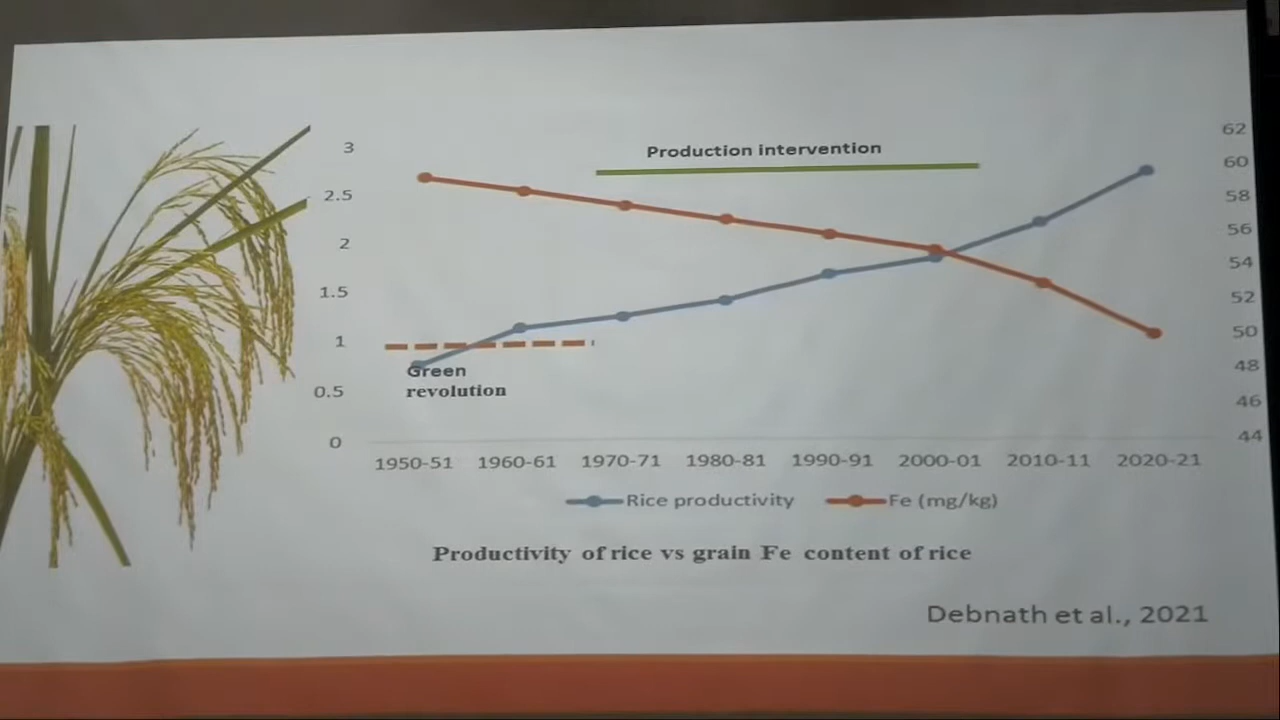 Production intervention
3
2.5
2
1.5
1
0.5
0
62
60
58
56
54
52
50
48
46
44
Green
revolution
1950-51 1960-61 1970-71 1980-81 1990-91 2000-01 2010-11 2020-21
Rice productivity Fe (mg/kg)
Productivity of rice vs grain Fe content of rice
Debnath et al., 2021